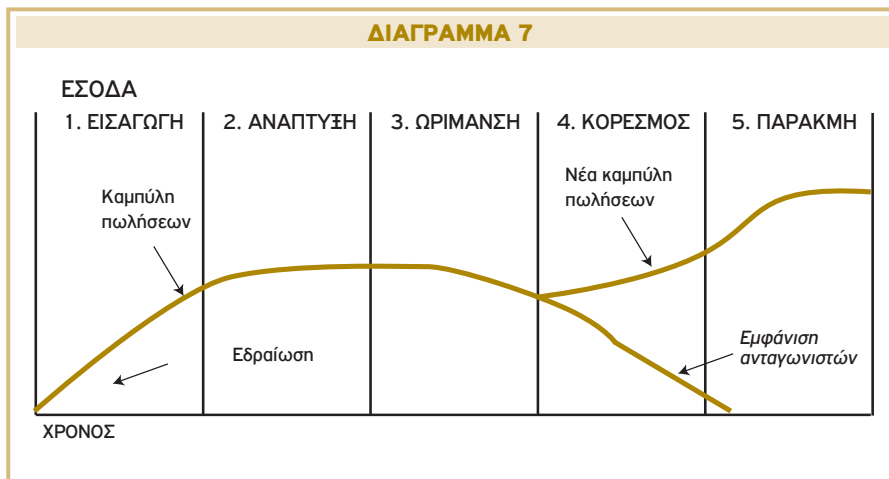 ΔΙΑΓΡΑΜΜΑ 7
ΕΣΟΔΑ
1. ΕΙΣΑΓΩΓΗ
2. ΑΝΑΠΤΥΞΗ
3. ΩΡΙΜΑΝΣΗ
4. ΚΟΡΕΣΜΟΣ
5. ΠΑΡΑΚΜΗ
Καμπύλη
πωλήσεων
Νέα καμπύλη
πωλήσεων
Εδραίωση
Εμφάνιση
ανταγωνιστών
ΧΡΟΝΟΣ